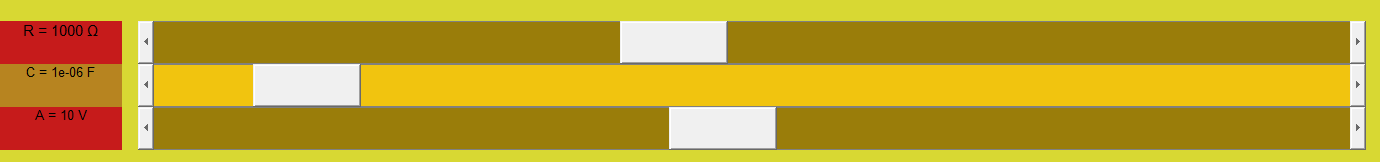 R = 1000 Ω
C = 1e-06 F
A = 10 V